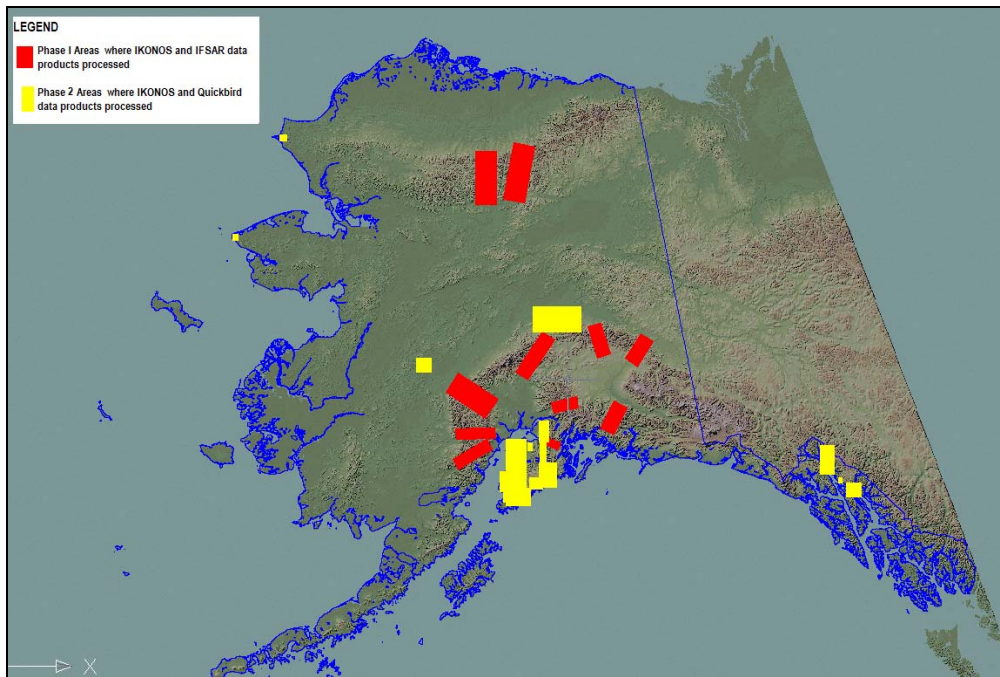 LEGEND
Phase I Areas where IKONOS and IFSAR data
products processed
Phase 2 Areas where IKONOS and Quickbird
data products processed
X